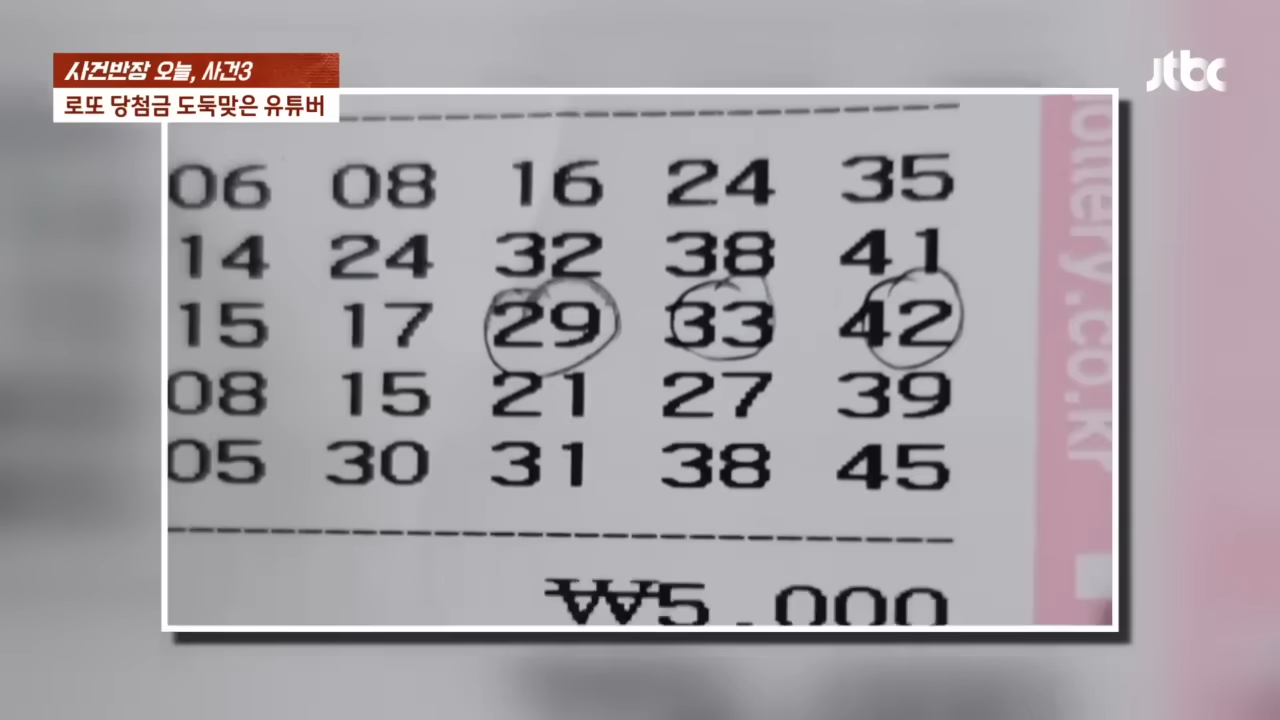 사건반장 오늘, 사건3
로또 당첨금 도둑맞은 유튜버
jtbc
06 08 16 24 35
14 24 32 38 41
15 17 29 33 42
08 15 21 27 39
05 30 31 38 45
₩5,000
lottery.co.kr